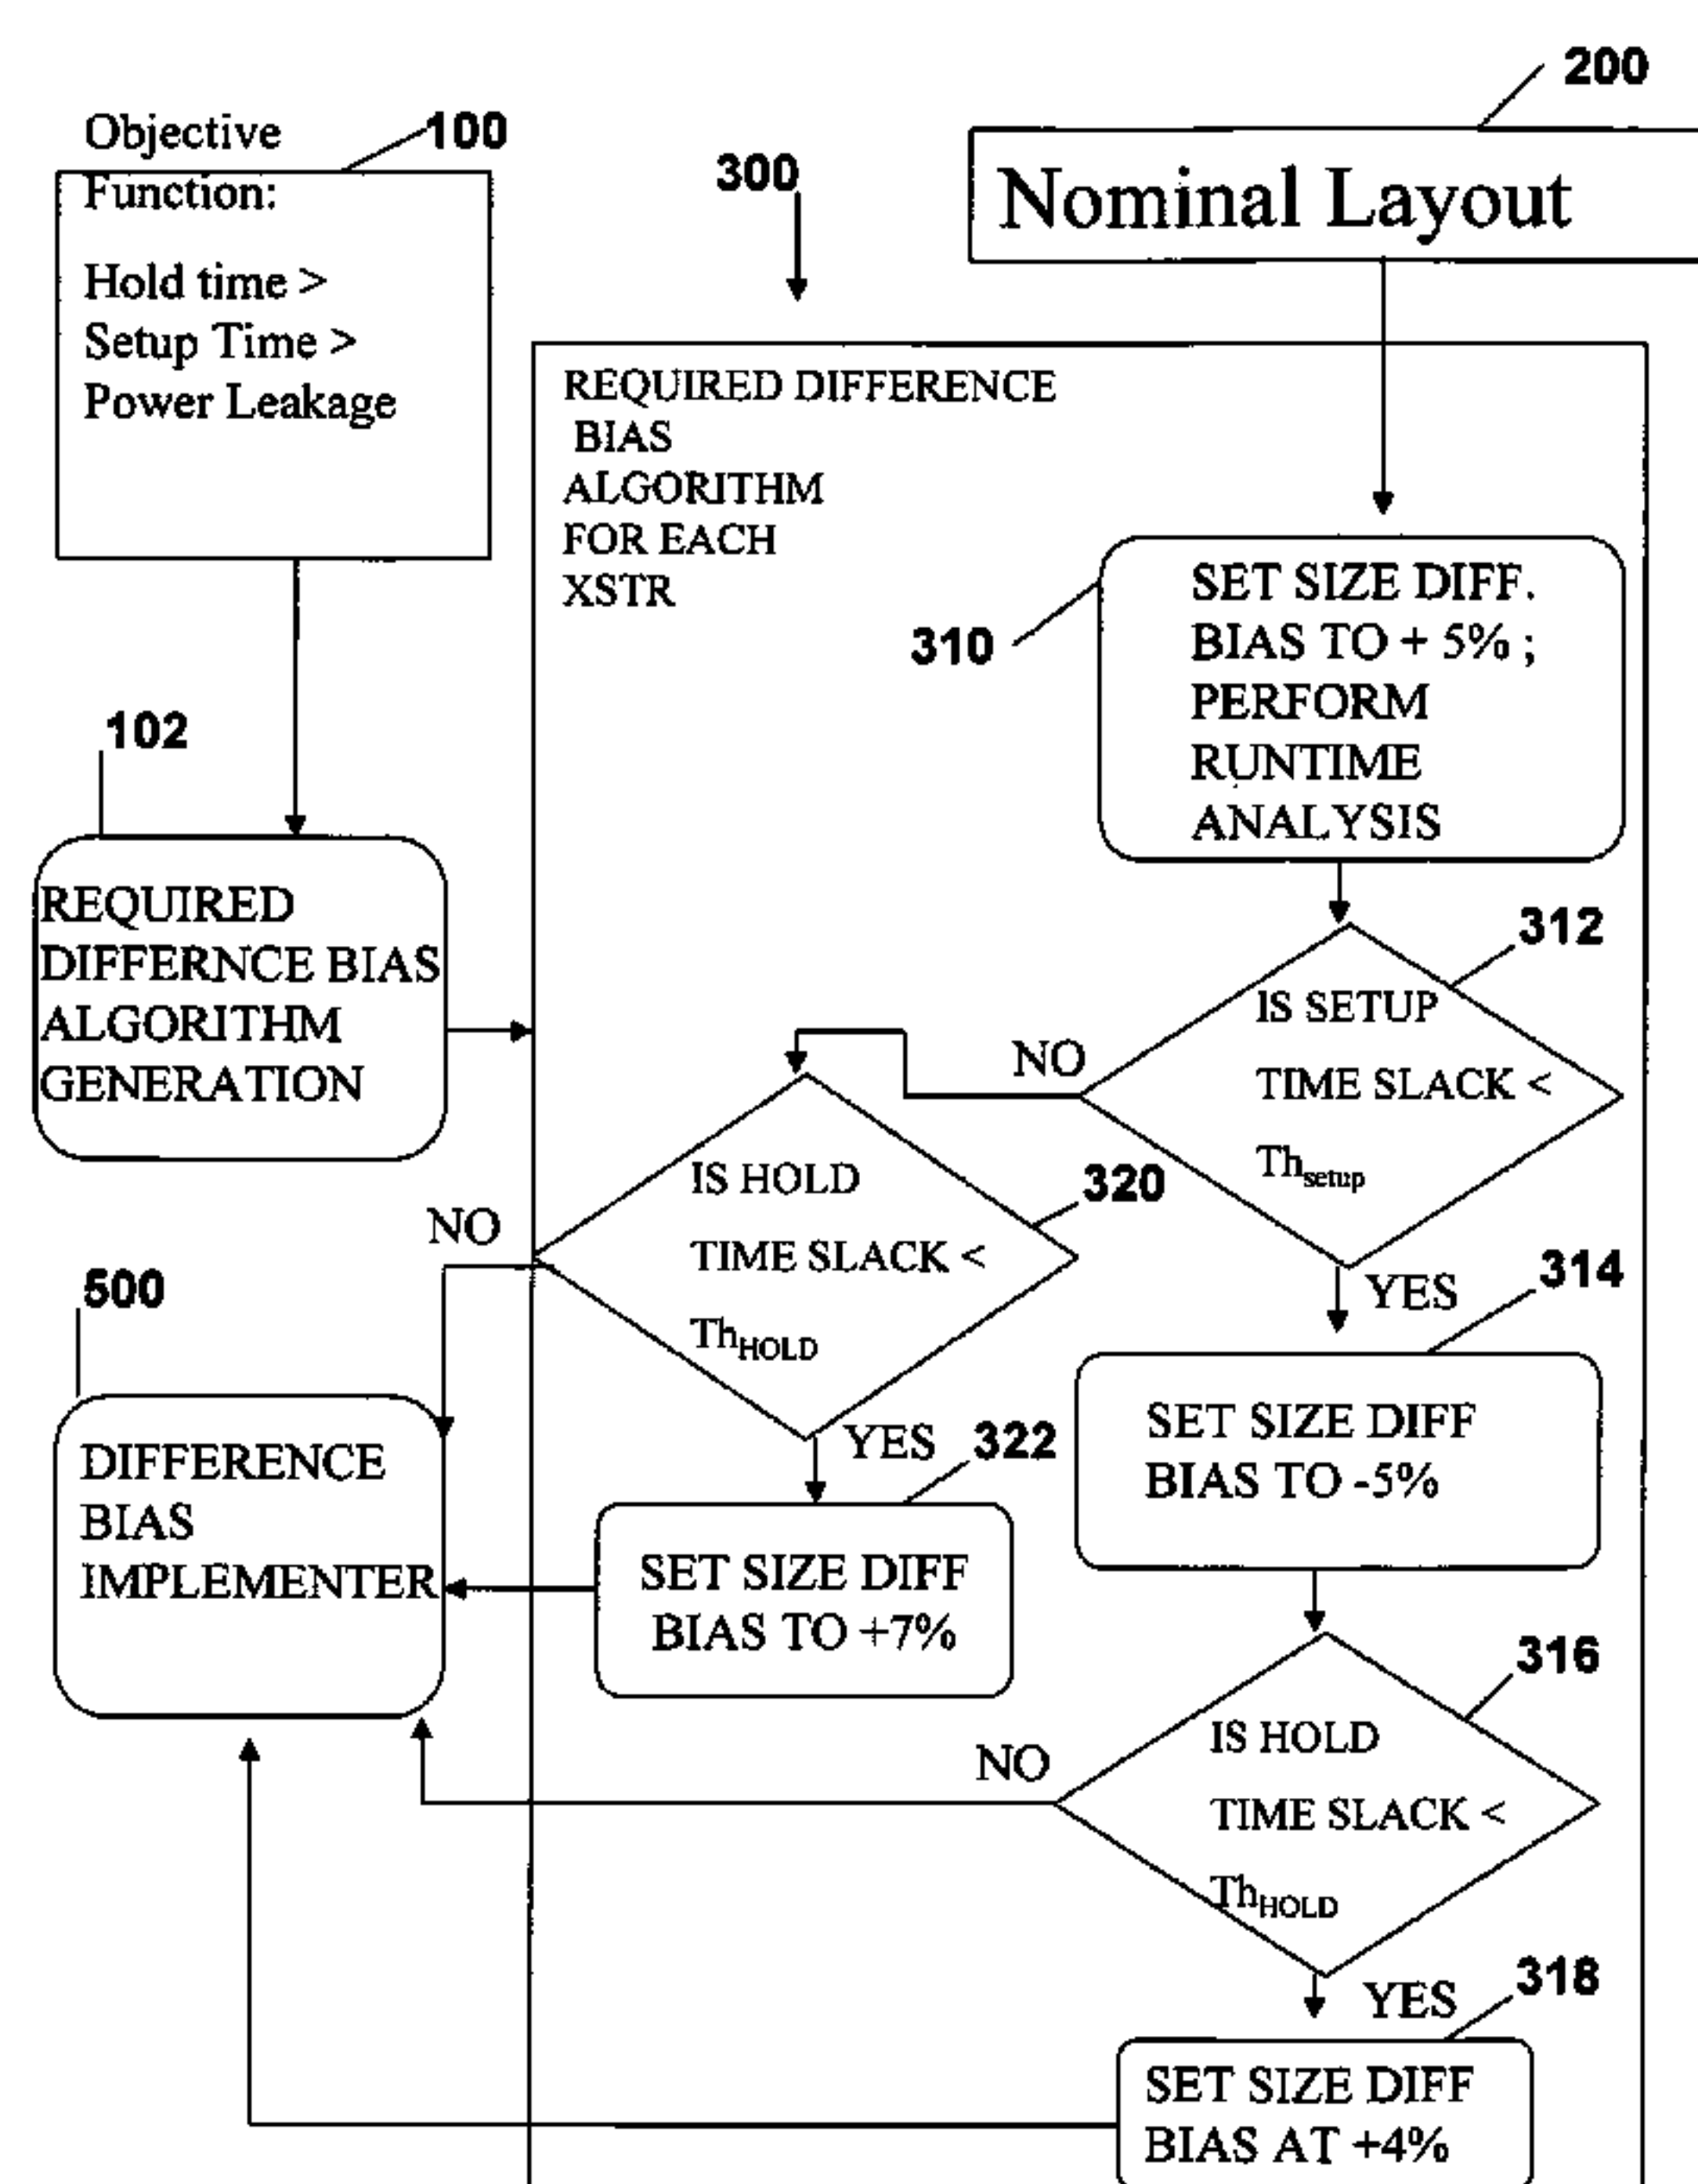 200
Objective
100
Function:
Hold time >
Setup Time >
Power Leakage
300
Nominal Layout
REQUIRED DIFFERENCE
BIAS
ALGORITHM
FOR EACH
XSTR
310
SET SIZE DIFF.
BIAS TO + 5% ;
PERFORM
RUNTIME
ANALYSIS
102
REQUIRED
DIFFERNCE BIAS
ALGORITHM
GENERATION
312
IS SETUP
TIME SLACK <
Thsetup
NO
YES
320
IS HOLD
TIME SLACK <
ThHOLD
NO
YES
314
SET SIZE DIFF
BIAS TO -5%
500
DIFFERENCE
BIAS
IMPLEMENTER
322
SET SIZE DIFF
BIAS TO +7%
316
IS HOLD
TIME SLACK <
ThHOLD
NO
YES
318
SET SIZE DIFF
BIAS AT +4%